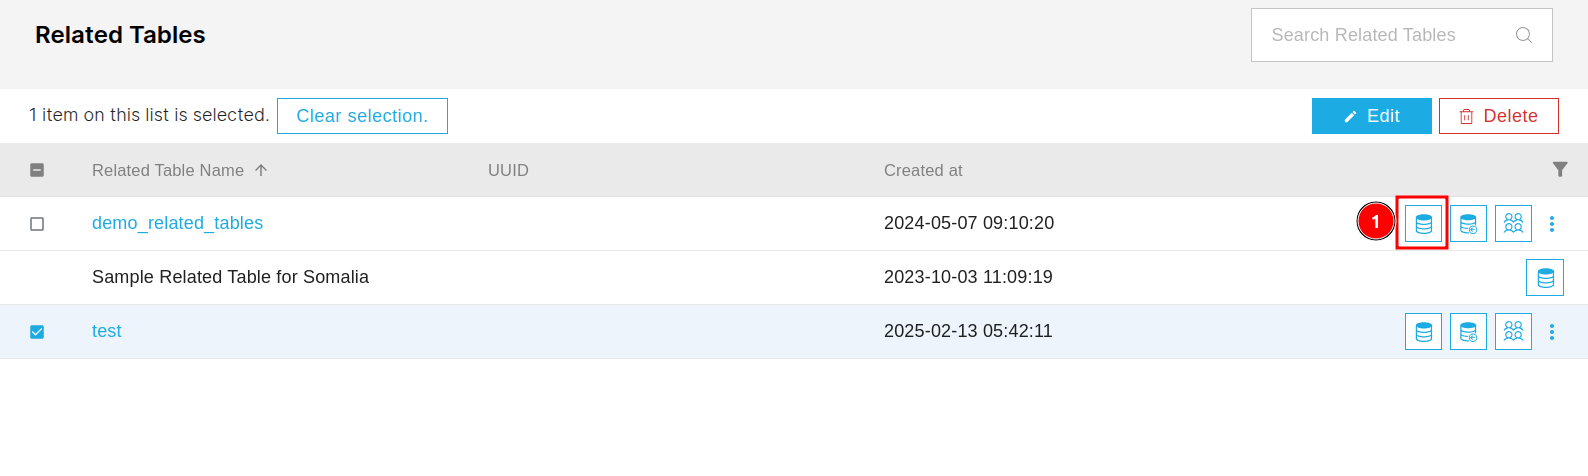 Related Tables
Search Related Tables
1 item on this list is selected. Clear selection. Edit Delete
Related Table Name UUID Created at
demo_related_tables 2024-05-07 09:10:20 1
Sample Related Table for Somalia 2023-10-03 11:09:19
test 2025-02-13 05:42:11